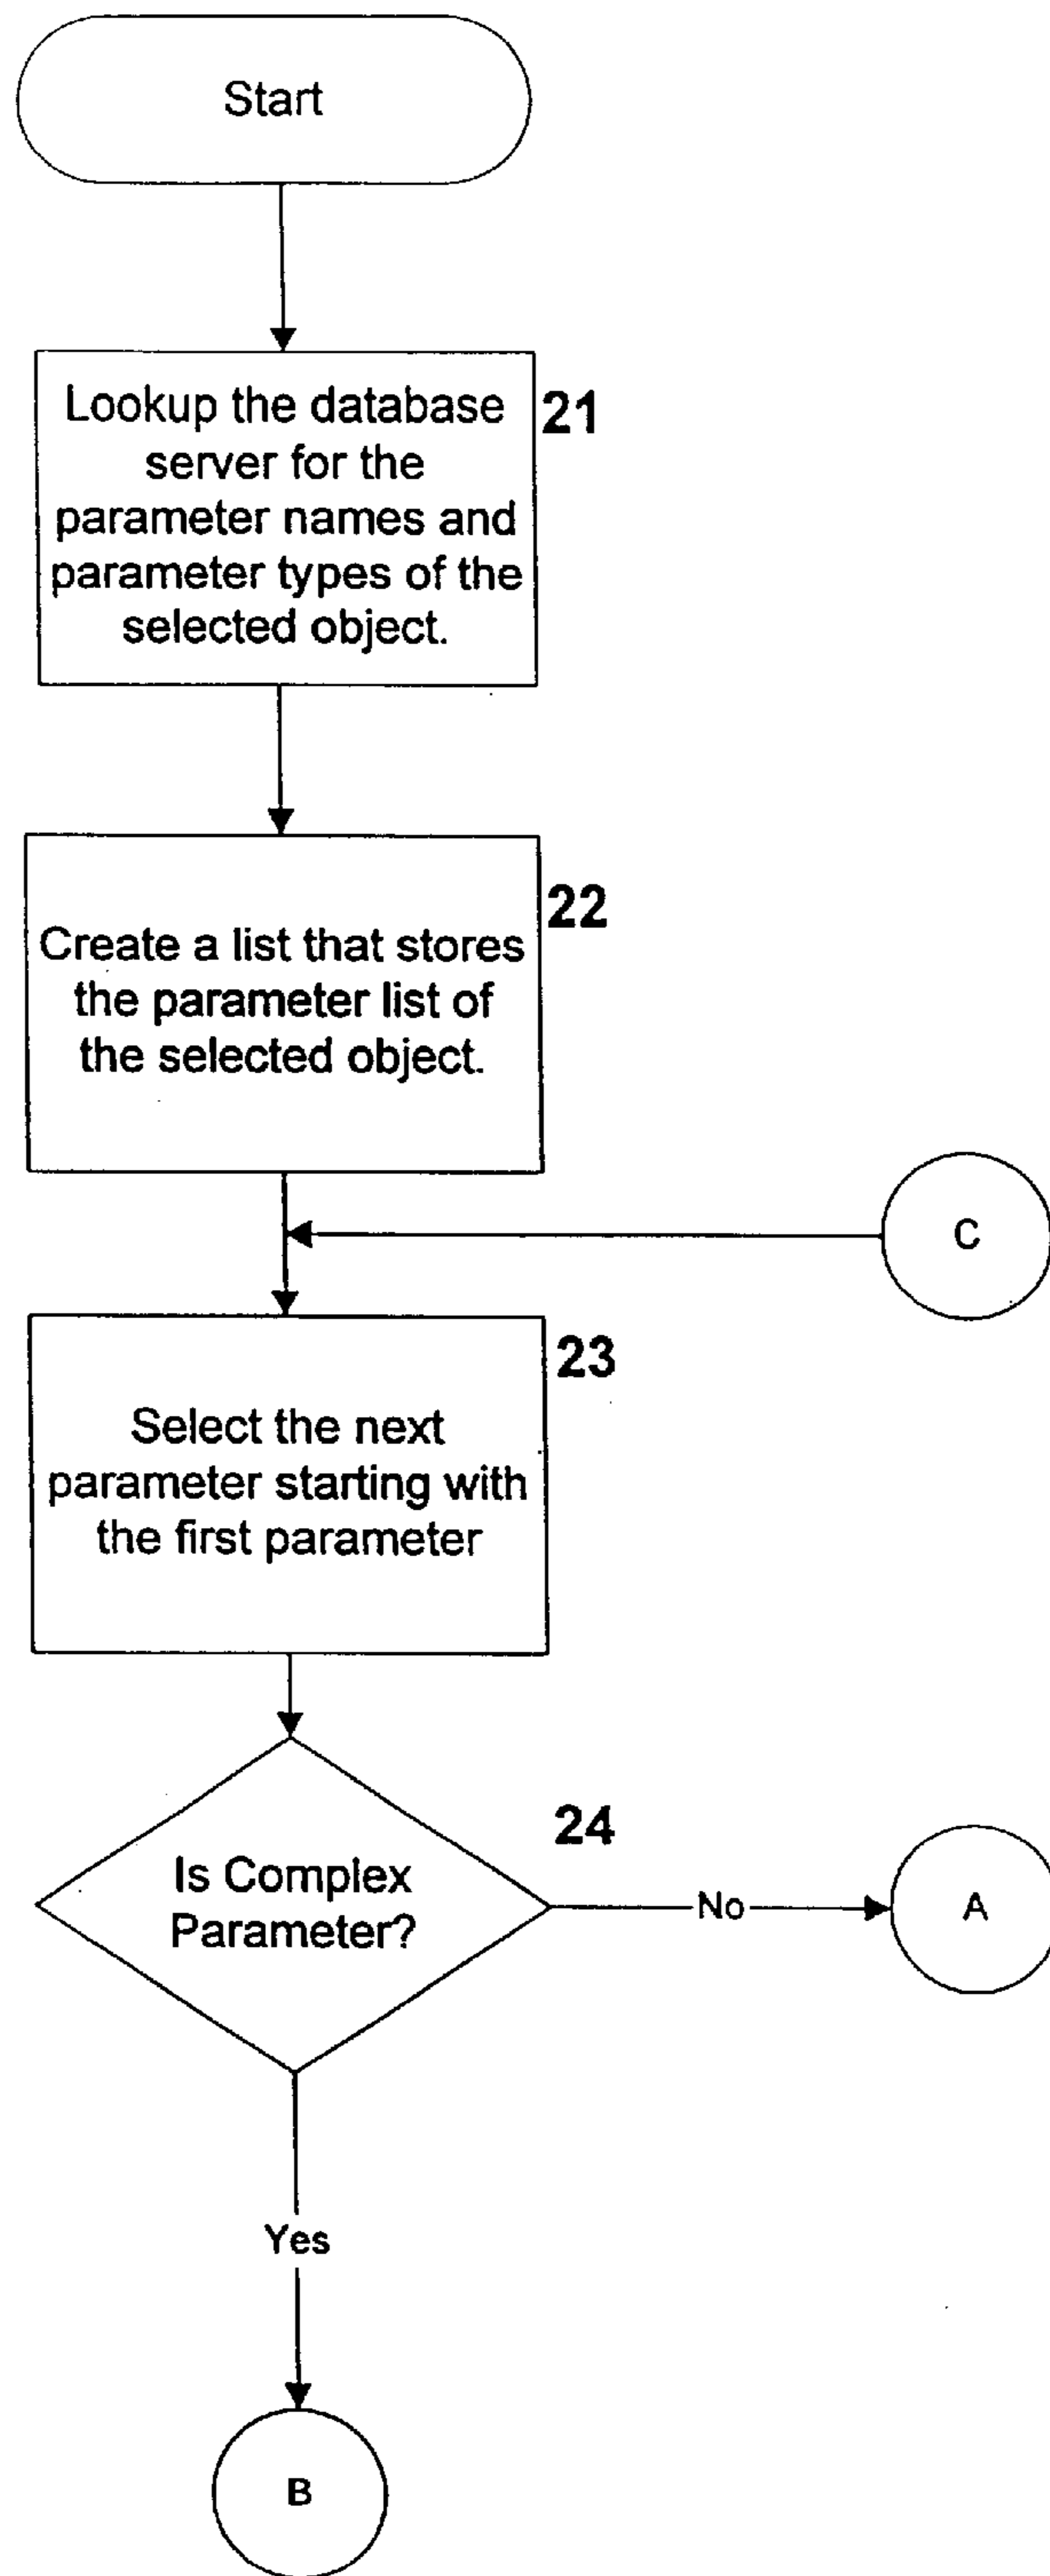 Start
Lookup the database
server for the
parameter names and
parameter types of the
selected object.
21
Create a list that stores
the parameter list of
the selected object.
22
C
Select the next
parameter starting with
the first parameter
23
Is Complex
Parameter?
24
No
A
Yes
B